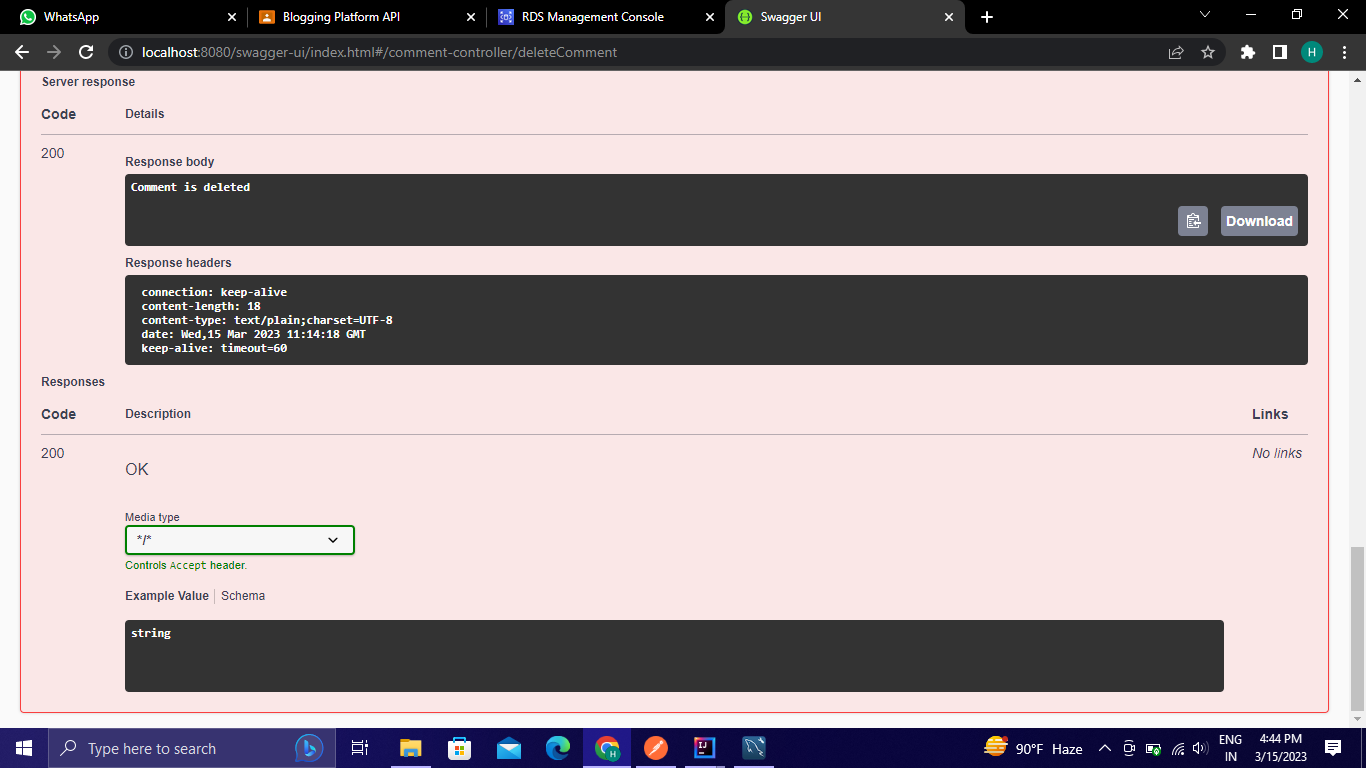 WhatsApp
Blogging Platform API
RDS Management Console
Swagger UI
localhost:8080/swagger-ui/index.html#/comment-controller/deleteComment
H
Server response
Code Details
200
Response body
Comment is deleted
Download
Response headers
connection: keep-alive
content-length: 18
content-type: text/plain;charset=UTF-8
date: Wed,15 Mar 2023 11:14:18 GMT
keep-alive: timeout=60
Responses
Code Description Links
200 No links
OK
Media type
*/*
Controls Accept header.
Example Value Schema
string
Type here to search
H
IJ
90°F Haze
ENG
IN
4:44 PM
3/15/2023